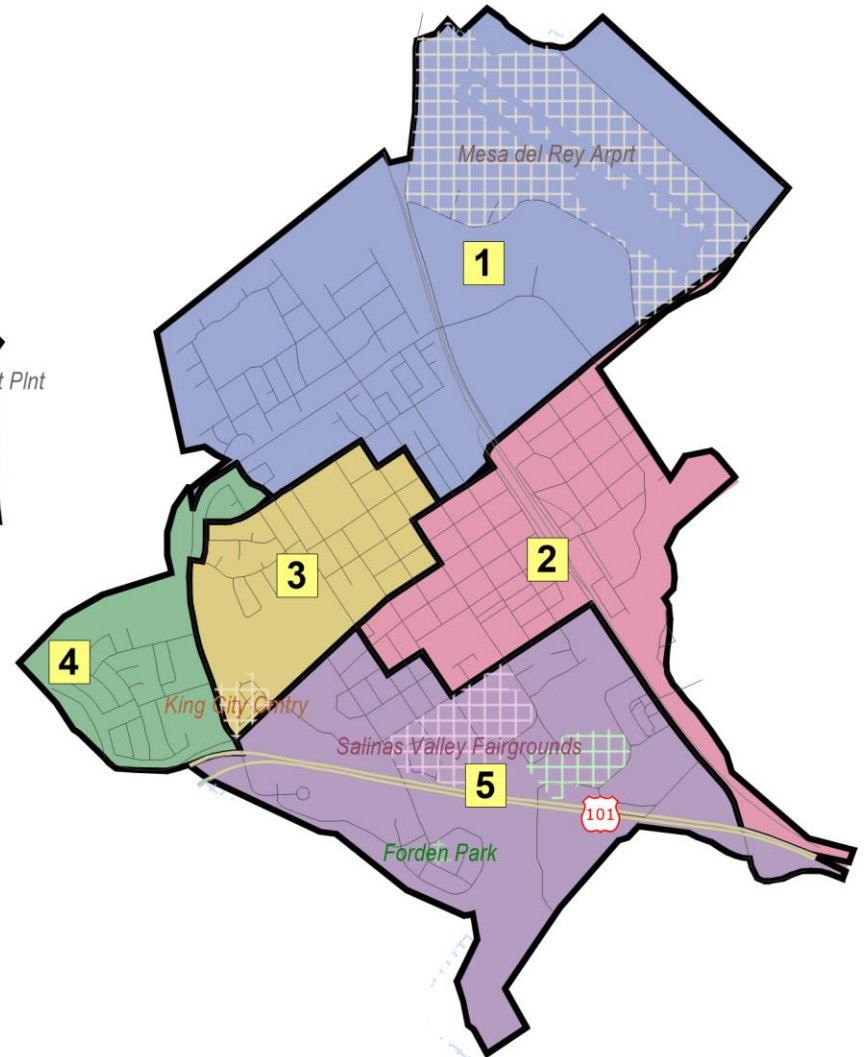 Mesa del Rey Arprt
1
t Plnt
2
3
4
King City Cmtry
Salinas Valley Fairgrounds
5
101
Forden Park